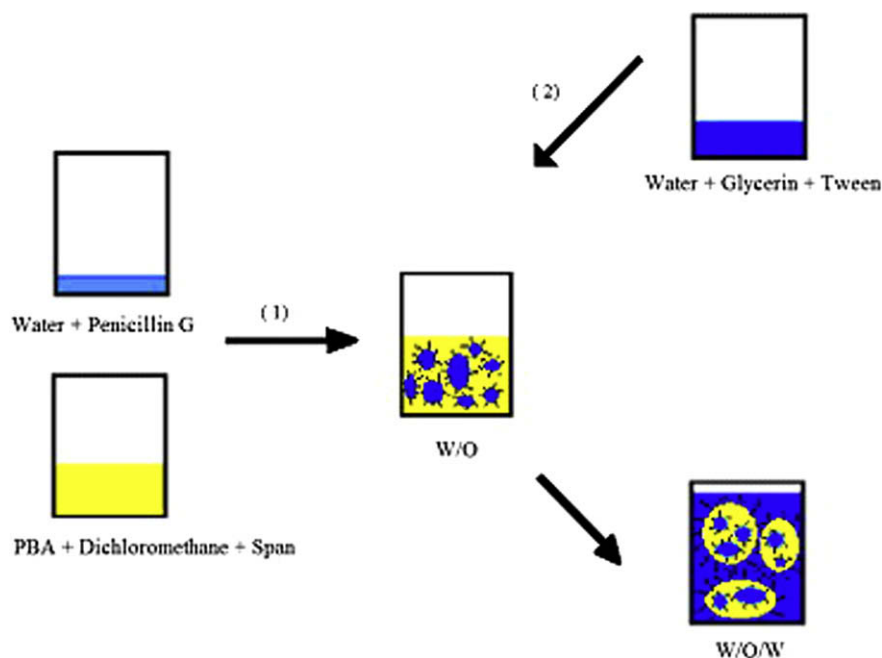 ( 2)
Water + Glycerin + Tween
Water + Penicillin G
( 1)
W/O
PBA + Dichloromethane + Span
W/O/W